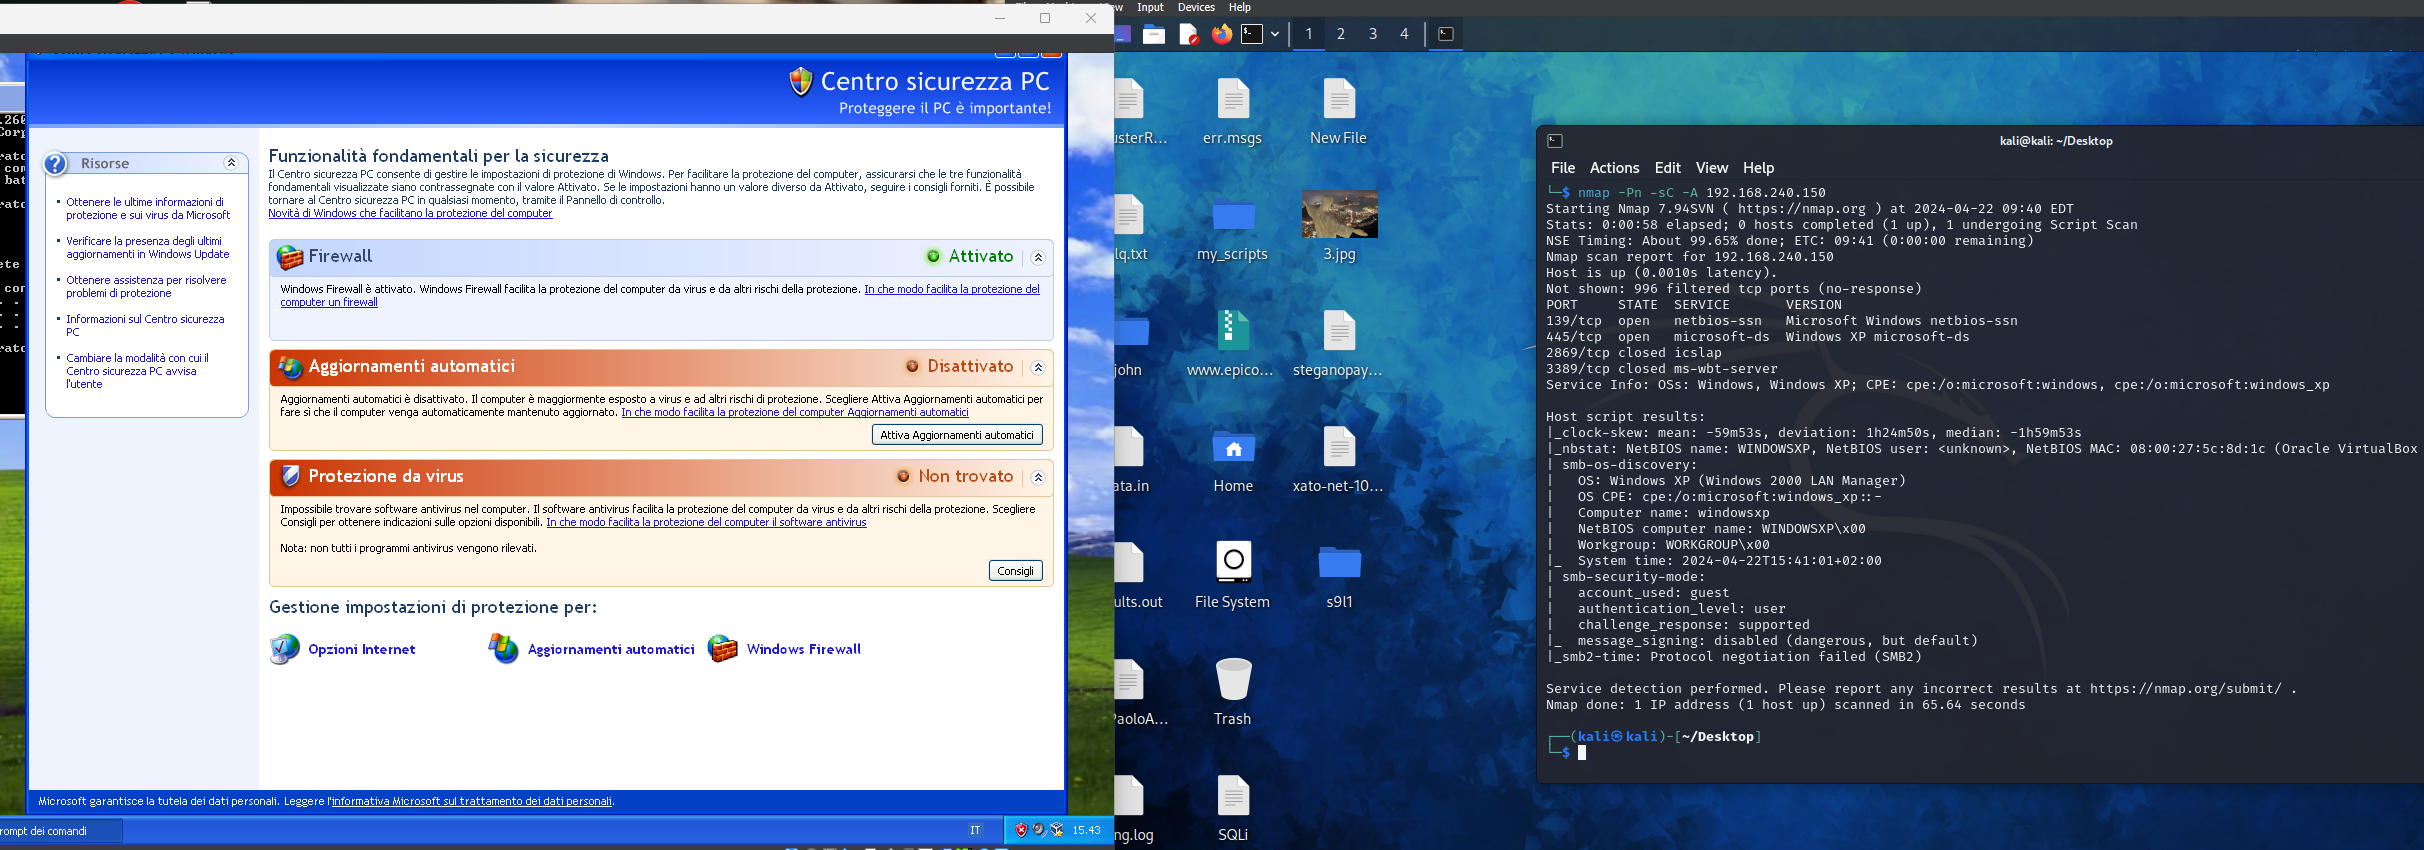 Input Devices Help
1 2 3 4
Centro sicurezza PC
Proteggere il PC è importante!
Risorse
Ottenere le ultime informazioni di
protezione e sui virus da Microsoft
Verificare la presenza degli ultimi
aggiornamenti in Windows Update
Ottenere assistenza per risolvere
problemi di protezione
Informazioni sul Centro sicurezza
PC
Cambiare la modalità con cui il
Centro sicurezza PC avvisa
l'utente
Funzionalità fondamentali per la sicurezza
Il Centro sicurezza PC consente di gestire le impostazioni di protezione di Windows. Per facilitare la protezione del computer, assicurarsi che le tre funzionalità
fondamentali visualizzate siano contrassegnate con il valore Attivato. Se le impostazioni hanno un valore diverso da Attivato, seguire i consigli forniti. È possibile
tornare al Centro sicurezza PC in qualsiasi momento, tramite il Pannello di controllo.
Novità di Windows che facilitano la protezione del computer
Firewall Attivato
Windows Firewall è attivato. Windows Firewall facilita la protezione del computer da virus e da altri rischi della protezione. In che modo facilita la protezione del
computer un firewall
Aggiornamenti automatici Disattivato
Aggiornamenti automatici è disattivato. Il computer è maggiormente esposto a virus e ad altri rischi di protezione. Scegliere Attiva Aggiornamenti automatici per
fare sì che il computer venga automaticamente mantenuto aggiornato. In che modo facilita la protezione del computer Aggiornamenti automatici
Attiva Aggiornamenti automatici
Protezione da virus Non trovato
Impossibile trovare software antivirus nel computer. Il software antivirus facilita la protezione del computer da virus e da altri rischi della protezione. Scegliere
Consigli per ottenere indicazioni sulle opzioni disponibili. In che modo facilita la protezione del computer il software antivirus
Nota: non tutti i programmi antivirus vengono rilevati.
Consigli
Gestione impostazioni di protezione per:
Opzioni Internet Aggiornamenti automatici Windows Firewall
Microsoft garantisce la tutela dei dati personali. Leggere l'informativa Microsoft sul trattamento dei dati personali.
rompt dei comandi IT 15.43
usterR... err.msgs New File
lq.txt my_scripts 3.jpg
john www.epico... steganopay...
ata.in Home xato-net-10...
ults.out File System s9l1
PaoloA... Trash
ng.log SQLi
kali@kali: ~/Desktop
File Actions Edit View Help
└─$ nmap -Pn -sC -A 192.168.240.150
Starting Nmap 7.94SVN ( https://nmap.org ) at 2024-04-22 09:40 EDT
Stats: 0:00:58 elapsed; 0 hosts completed (1 up), 1 undergoing Script Scan
NSE Timing: About 99.65% done; ETC: 09:41 (0:00:00 remaining)
Nmap scan report for 192.168.240.150
Host is up (0.0010s latency).
Not shown: 996 filtered tcp ports (no-response)
PORT STATE SERVICE VERSION
139/tcp open netbios-ssn Microsoft Windows netbios-ssn
445/tcp open microsoft-ds Windows XP microsoft-ds
2869/tcp closed icslap
3389/tcp closed ms-wbt-server
Service Info: OSs: Windows, Windows XP; CPE: cpe:/o:microsoft:windows, cpe:/o:microsoft:windows_xp
Host script results:
|_clock-skew: mean: -59m53s, deviation: 1h24m50s, median: -1h59m53s
|_nbstat: NetBIOS name: WINDOWSXP, NetBIOS user: <unknown>, NetBIOS MAC: 08:00:27:5c:8d:1c (Oracle VirtualBox
| smb-os-discovery:
| OS: Windows XP (Windows 2000 LAN Manager)
| OS CPE: cpe:/o:microsoft:windows_xp::-
| Computer name: windowsxp
| NetBIOS computer name: WINDOWSXP\x00
| Workgroup: WORKGROUP\x00
|_ System time: 2024-04-22T15:41:01+02:00
| smb-security-mode:
| account_used: guest
| authentication_level: user
| challenge_response: supported
|_ message_signing: disabled (dangerous, but default)
|_smb2-time: Protocol negotiation failed (SMB2)
Service detection performed. Please report any incorrect results at https://nmap.org/submit/ .
Nmap done: 1 IP address (1 host up) scanned in 65.64 seconds
┌──(kali㉿kali)-[~/Desktop]
└─$